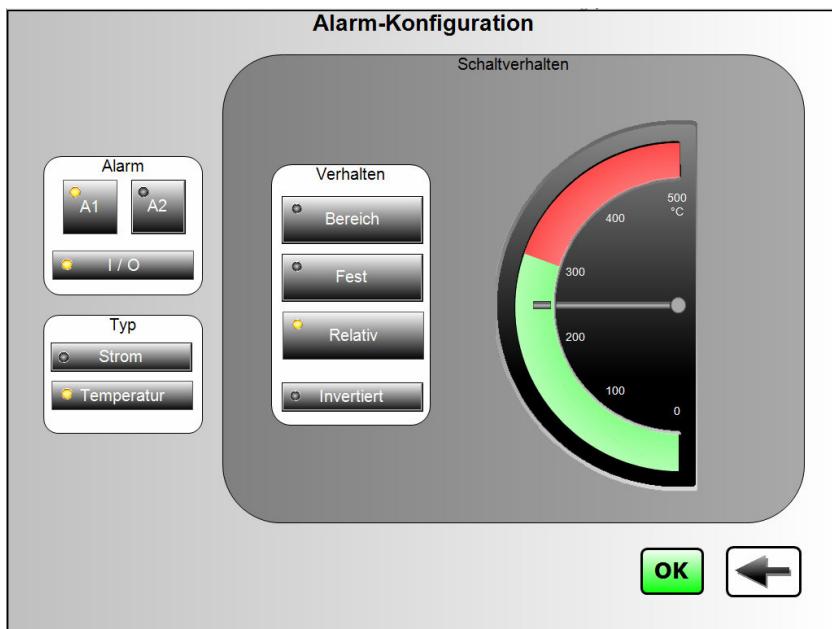 Alarm-Konfiguration
Schaltverhalten
Alarm
A1
A2
I / O
Typ
Strom
Temperatur
Verhalten
Bereich
Fest
Relativ
Invertiert
500
°C
400
300
200
100
0
OK